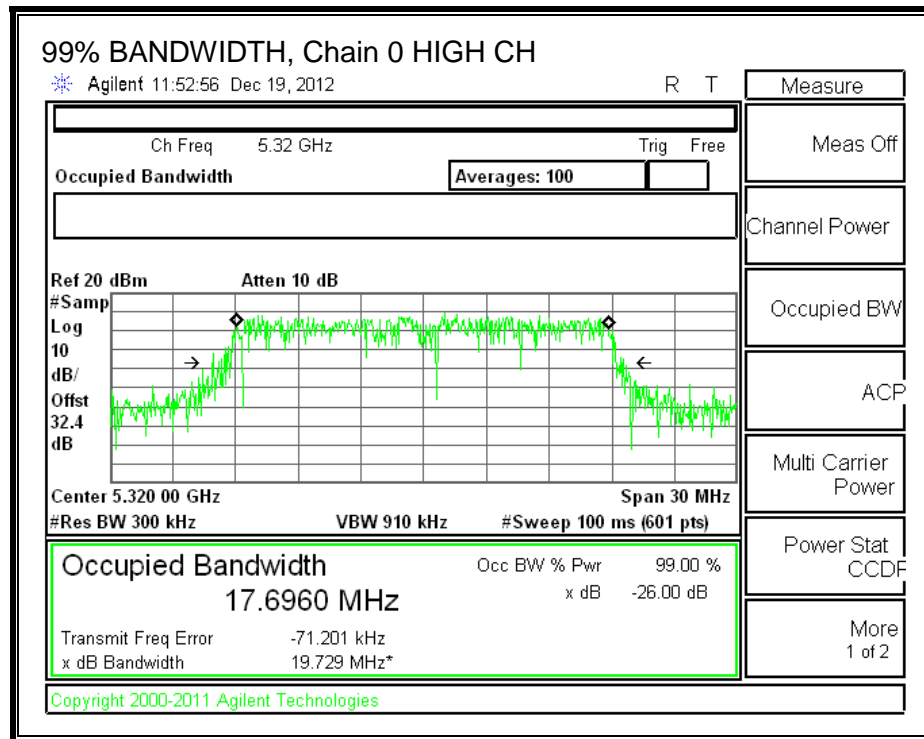 99% BANDWIDTH, Chain 0 HIGH CH
Agilent 11:52:56 Dec 19, 2012 R T
Measure
Ch Freq 5.32 GHz Trig Free
Occupied Bandwidth Averages: 100
Ref 20 dBm Atten 10 dB
#Samp
Log
10
dB/
Offst
32.4
dB
Center 5.320 00 GHz Span 30 MHz
#Res BW 300 kHz VBW 910 kHz #Sweep 100 ms (601 pts)
Occupied Bandwidth Occ BW % Pwr 99.00 %
17.6960 MHz x dB -26.00 dB
Transmit Freq Error -71.201 kHz
x dB Bandwidth 19.729 MHz*
Copyright 2000-2011 Agilent Technologies
Meas Off
Channel Power
Occupied BW
ACP
Multi Carrier
Power
Power Stat
CCDF
More
1 of 2